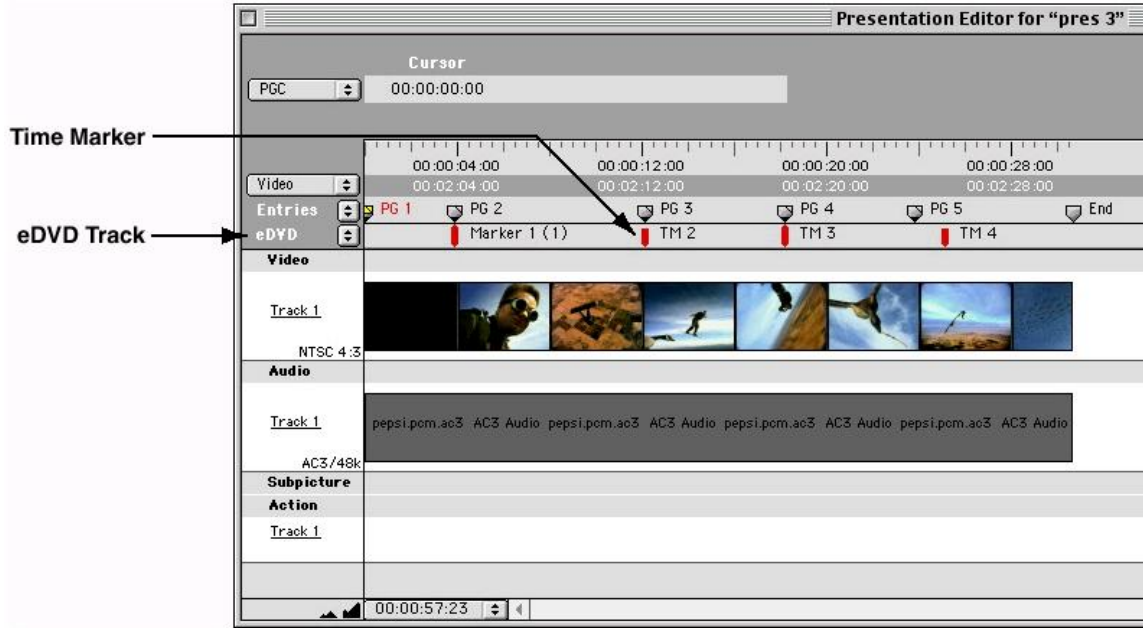 Presentation Editor for “pres 3”
Cursor
PGC 00:00:00:00
Time Marker
00:00:04:00 00:00:12:00 00:00:20:00 00:00:28:00
Video 00:02:04:00 00:02:12:00 00:02:20:00 00:02:28:00
Entries PG 1 PG 2 PG 3 PG 4 PG 5 End
eDVD Track
eDVD Marker 1 (1) TM 2 TM 3 TM 4
Video
Track 1
NTSC 4:3
Audio
Track 1 pepsi.pcm.ac3 AC3 Audio pepsi.pcm.ac3 AC3 Audio pepsi.pcm.ac3 AC3 Audio pepsi.pcm.ac3 AC3 Audio
AC3/48k
Subpicture
Action
Track 1
00:00:57:23